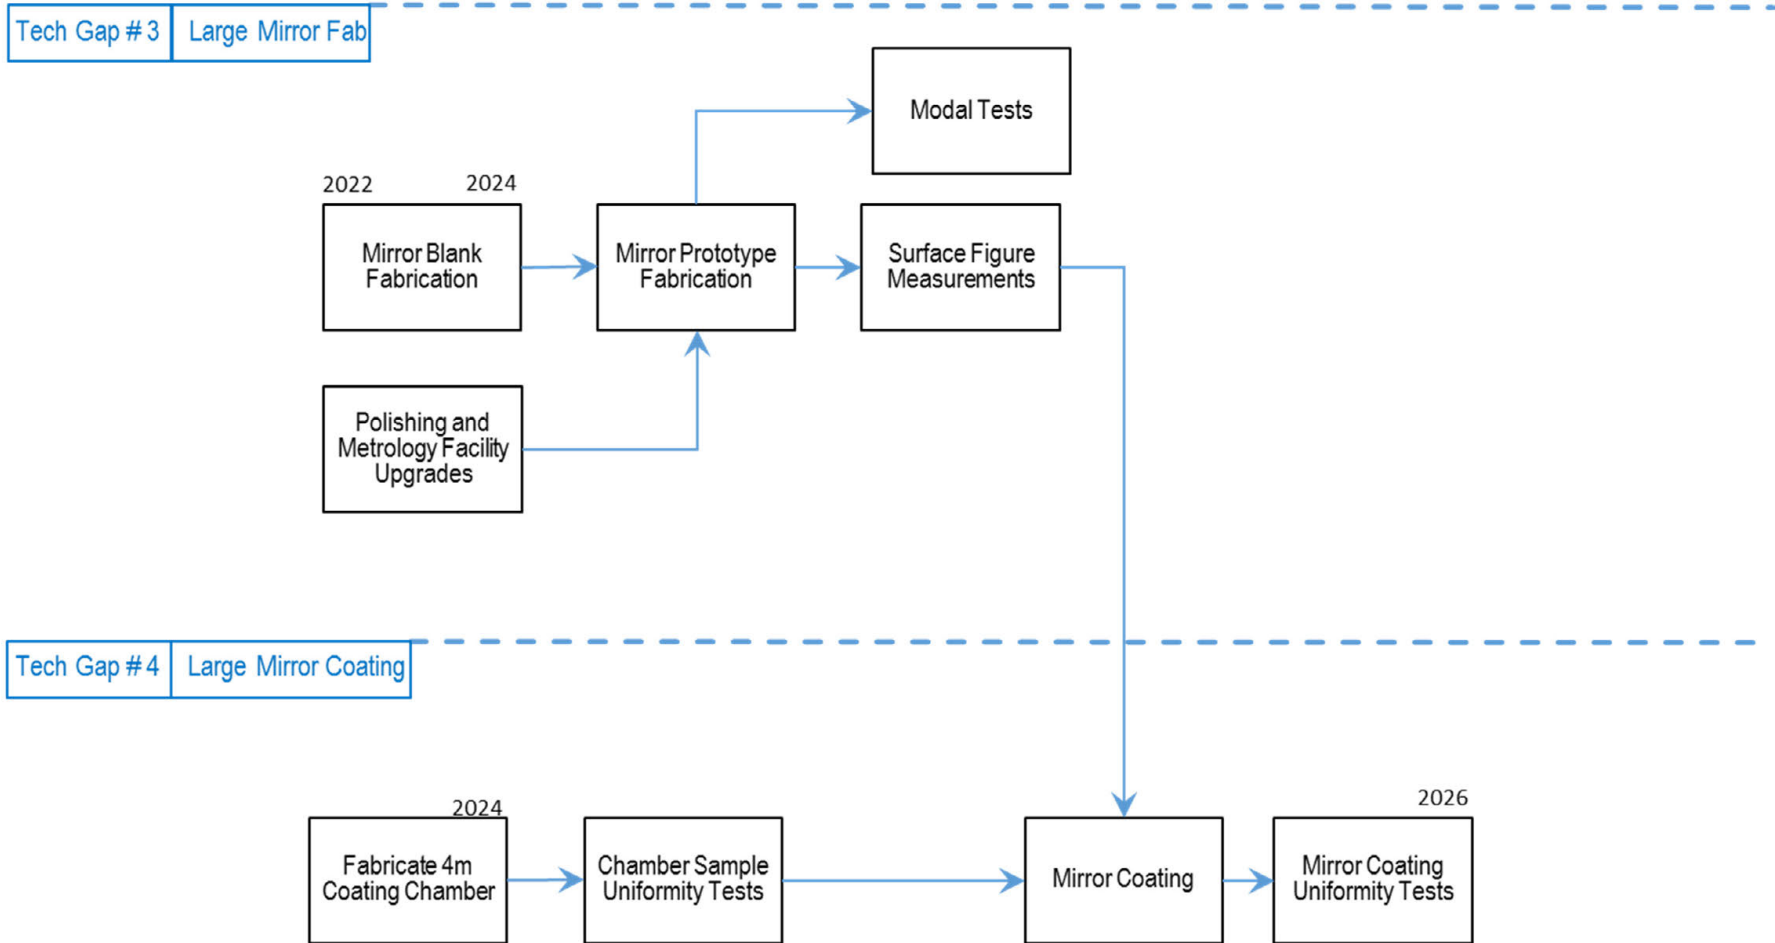 Tech Gap # 3
Large Mirror Fab
Modal Tests
2022
2024
Mirror Blank
Fabrication
Mirror Prototype
Fabrication
Surface Figure
Measurements
Polishing and
Metrology Facility
Upgrades
Tech Gap # 4
Large Mirror Coating
2024
2026
Fabricate 4m
Coating Chamber
Chamber Sample
Uniformity Tests
Mirror Coating
Mirror Coating
Uniformity Tests